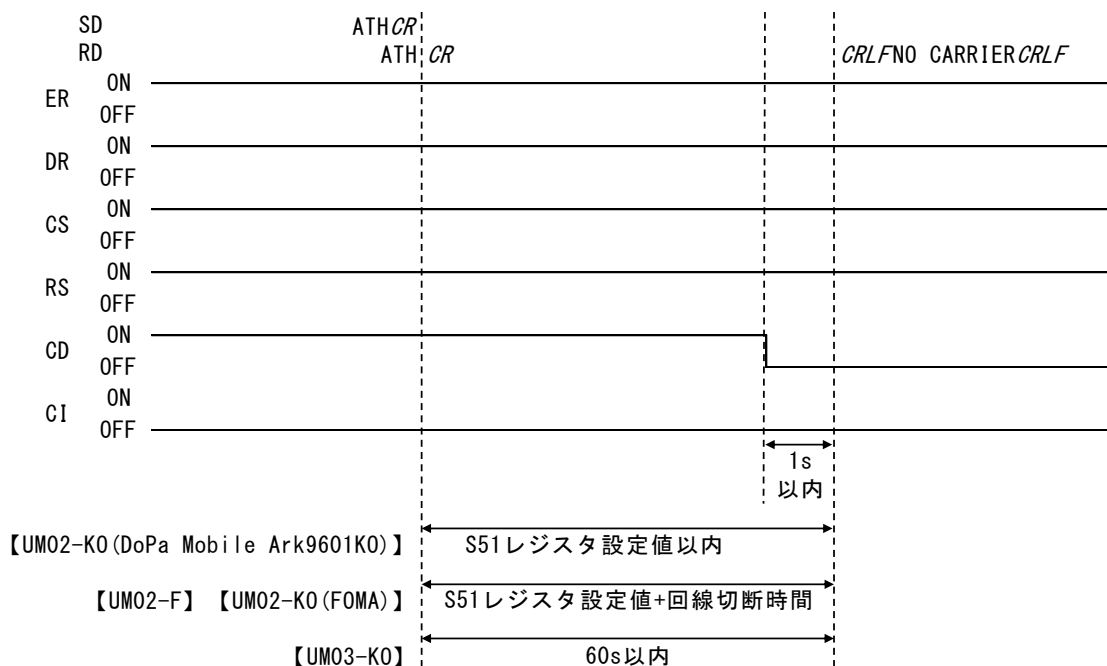 SD ATHCR
RD ATH CR CRLFNO CARRIERCRLF
ER ON
OFF
DR ON
OFF
CS ON
OFF
RS ON
OFF
CD ON
OFF
CI ON
OFF
1s
以内
【UM02-KO(DoPa Mobile Ark9601KO)】 S51レジスタ設定値以内
【UM02-F】【UM02-KO(FOMA)】 S51レジスタ設定値+回線切断時間
【UM03-KO】 60s以内